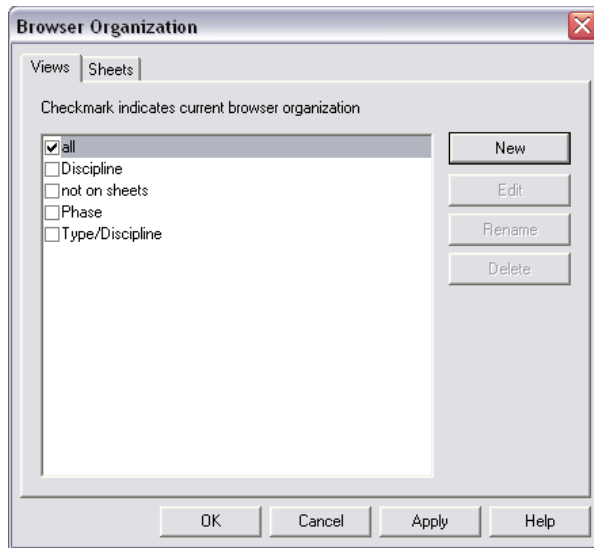 Browser Organization
Views Sheets
Checkmark indicates current browser organization
all
Discipline
not on sheets
Phase
Type/Discipline
New
Edit
Rename
Delete
OK Cancel Apply Help